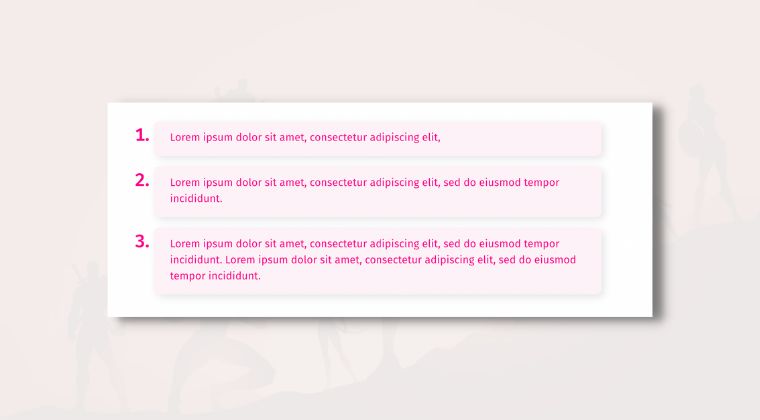 1. Lorem ipsum dolor sit amet, consectetur adipiscing elit,
2. Lorem ipsum dolor sit amet, consectetur adipiscing elit, sed do eiusmod tempor
incididunt.
3. Lorem ipsum dolor sit amet, consectetur adipiscing elit, sed do eiusmod tempor
incididunt. Lorem ipsum dolor sit amet, consectetur adipiscing elit, sed do eiusmod
tempor incididunt.